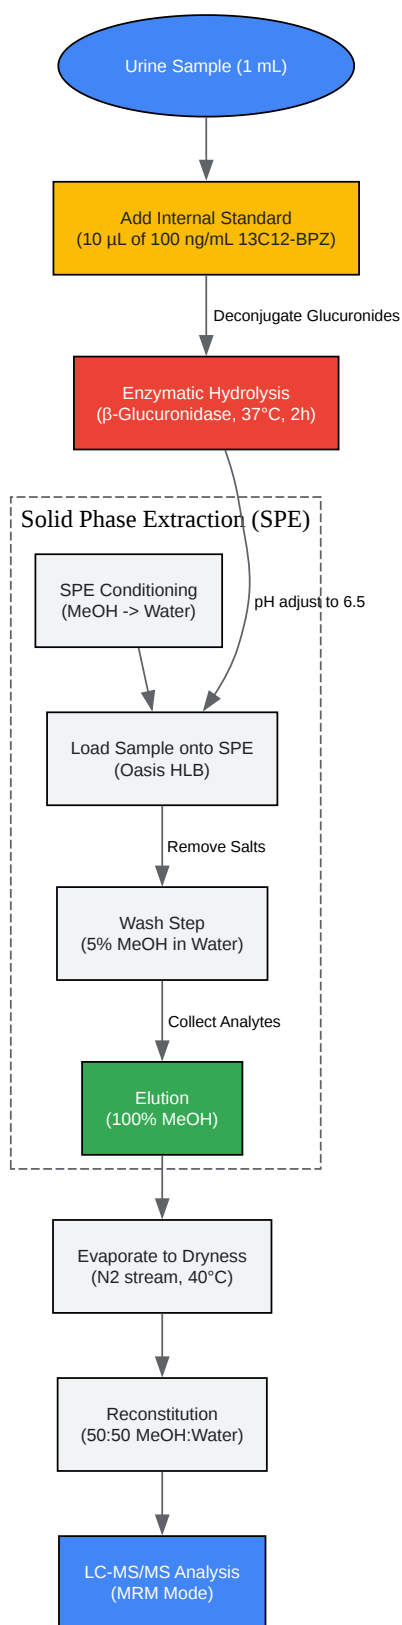 Urine Sample (1 mL)
Add Internal Standard
(10 µL of 100 ng/mL 13C12-BPZ)
Deconjugate Glucuronides
Enzymatic Hydrolysis
(β-Glucuronidase, 37°C, 2h)
Solid Phase Extraction (SPE)
SPE Conditioning
(MeOH -> Water)
pH adjust to 6.5
Load Sample onto SPE
(Oasis HLB)
Remove Salts
Wash Step
(5% MeOH in Water)
Collect Analytes
Elution
(100% MeOH)
Evaporate to Dryness
(N2 stream, 40°C)
Reconstitution
(50:50 MeOH:Water)
LC-MS/MS Analysis
(MRM Mode)